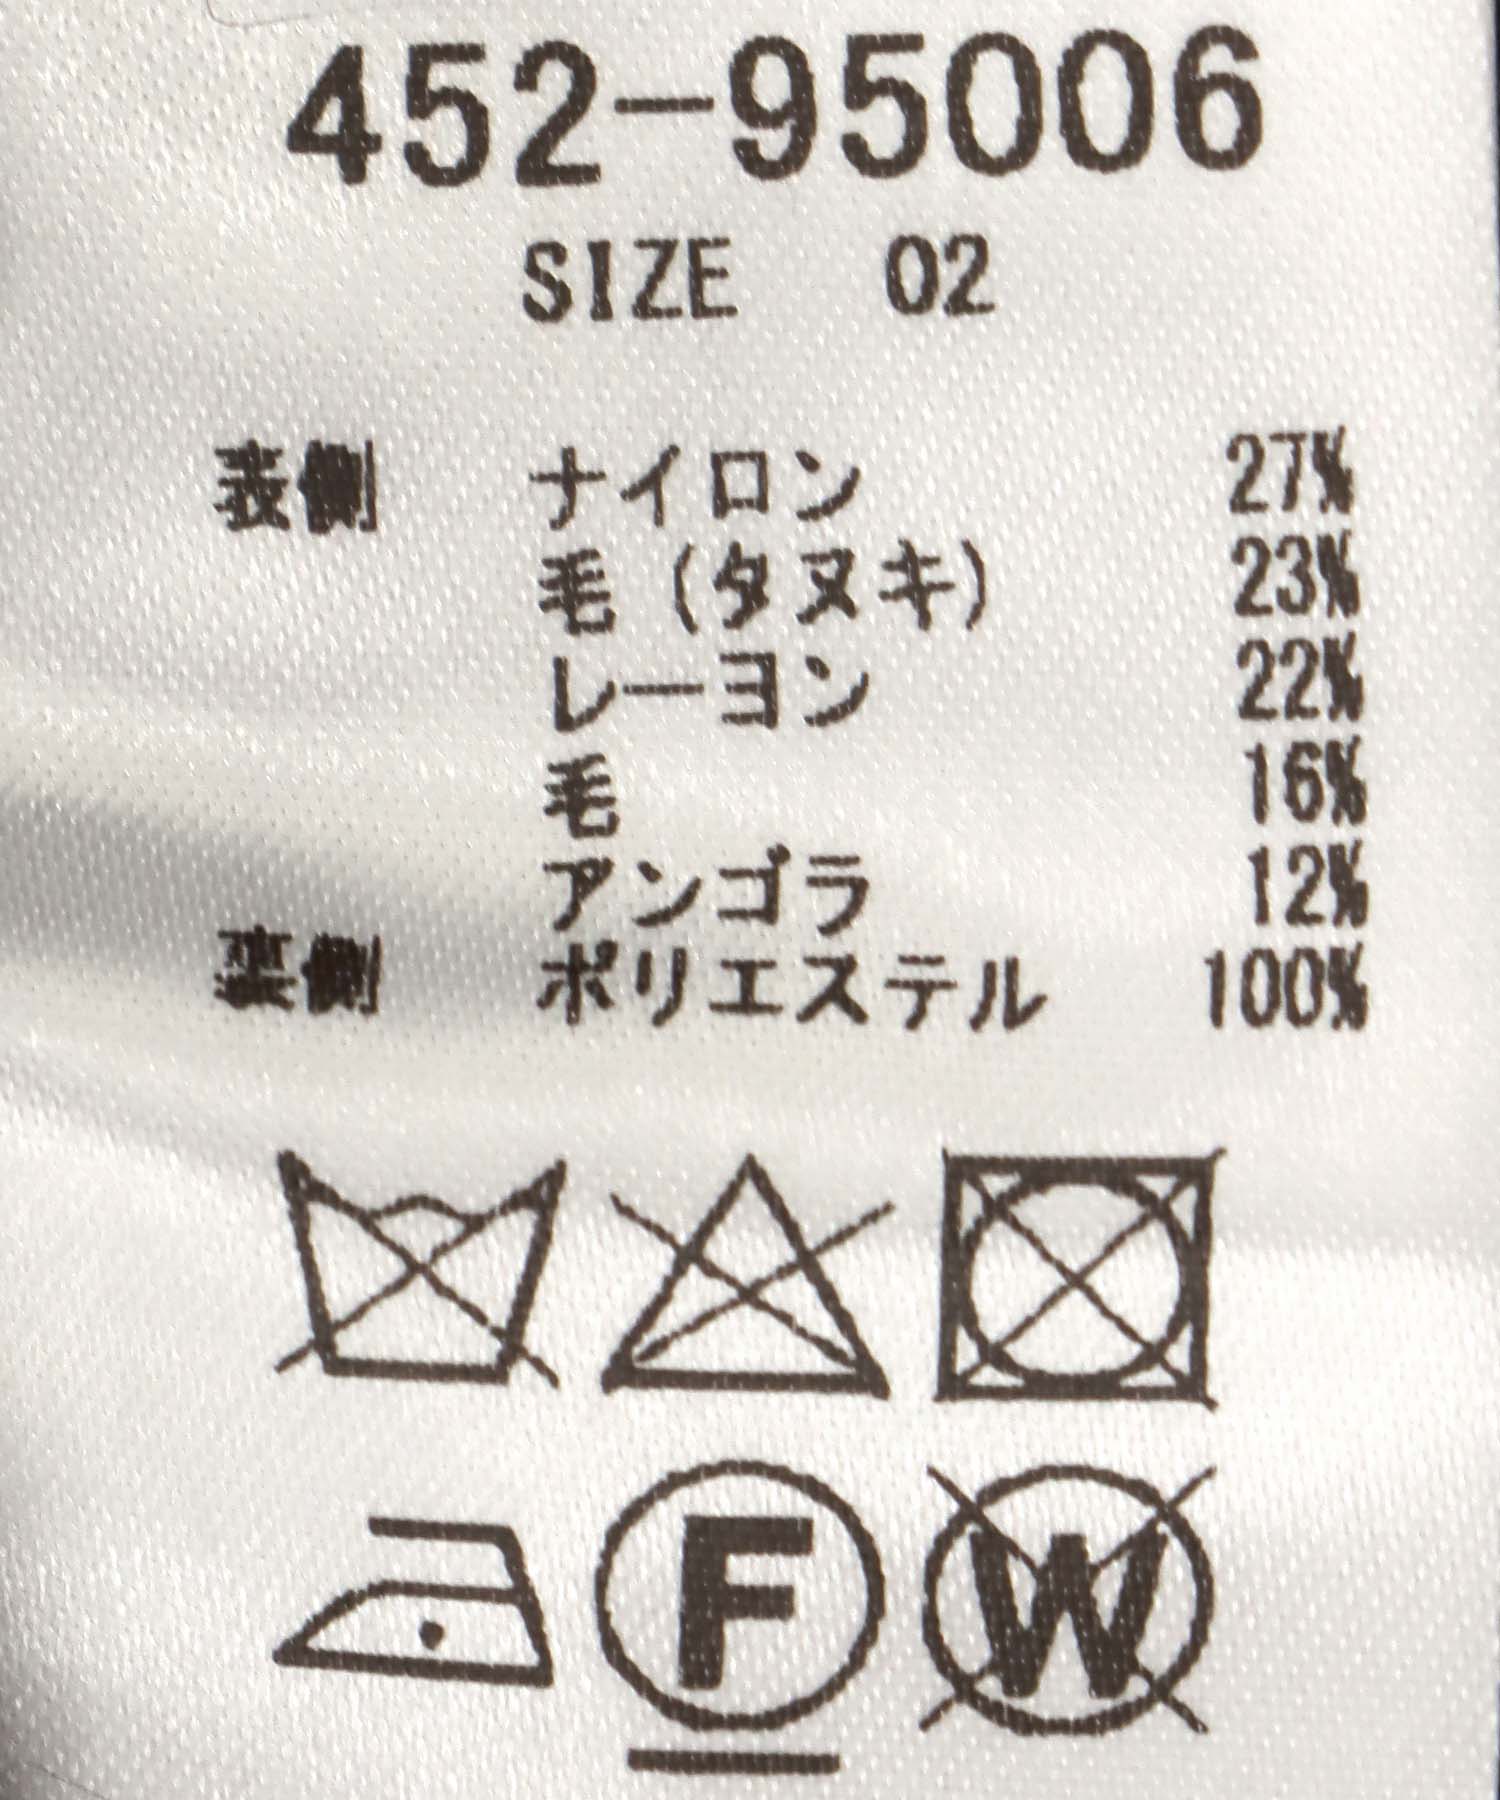 452-95006
SIZE 02
表側 ナイロン 27%
毛(タヌキ) 23%
レーヨン 22%
毛 16%
アンゴラ 12%
裏側 ポリエステル 100%
F W